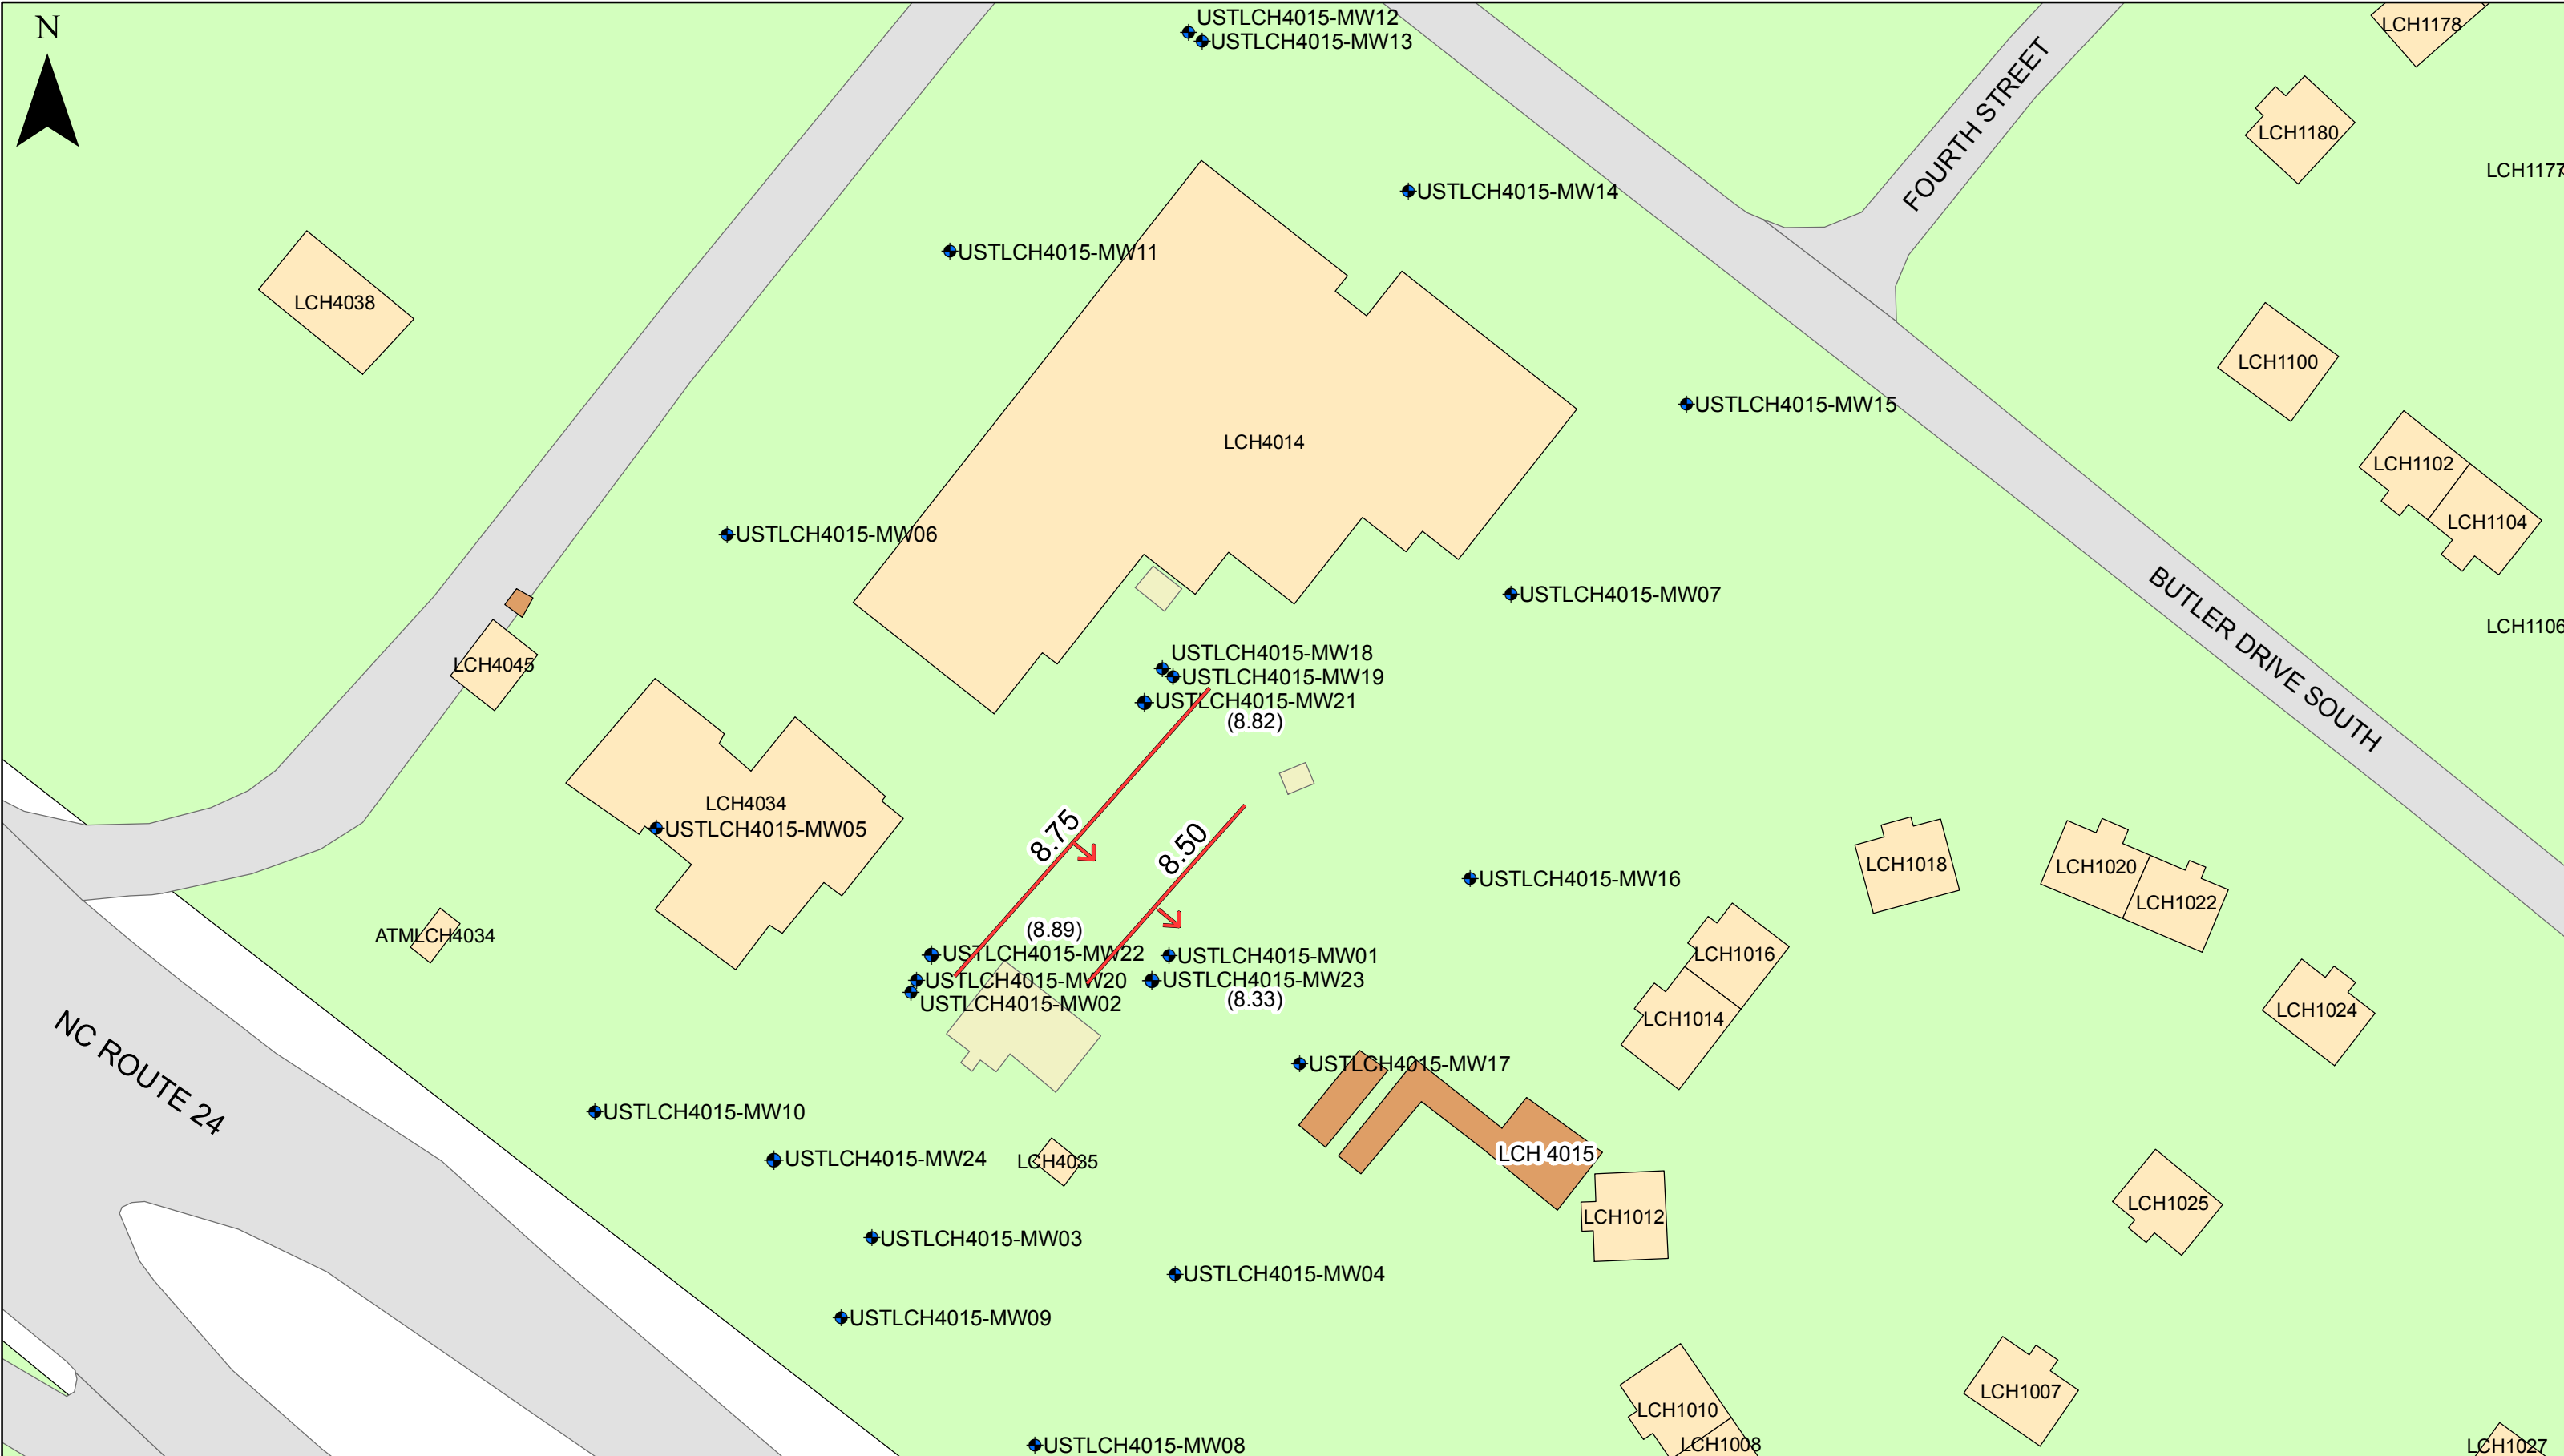 N
USTLCH4015-MW12
USTLCH4015-MW13
LCH1178
FOURTH STREET
LCH1180
LCH1177
USTLCH4015-MW14
USTLCH4015-MW11
LCH4038
LCH1100
USTLCH4015-MW15
LCH4014
LCH1102
LCH1104
USTLCH4015-MW06
USTLCH4015-MW07
LCH1106
BUTLER DRIVE SOUTH
LCH4045
USTLCH4015-MW18
USTLCH4015-MW19
USTLCH4015-MW21
(8.82)
LCH4034
USTLCH4015-MW05
8.75
8.50
LCH1018
LCH1020
LCH1022
USTLCH4015-MW16
ATMLCH4034
(8.89)
USTLCH4015-MW22
USTLCH4015-MW01
LCH1016
USTLCH4015-MW20
USTLCH4015-MW23
USTLCH4015-MW02
(8.33)
LCH1014
LCH1024
NC ROUTE 24
USTLCH4015-MW17
USTLCH4015-MW10
USTLCH4015-MW24
LCH4035
LCH 4015
LCH1025
LCH1012
USTLCH4015-MW03
USTLCH4015-MW04
USTLCH4015-MW09
LCH1007
LCH1010
LCH1008
USTLCH4015-MW08
LCH1027